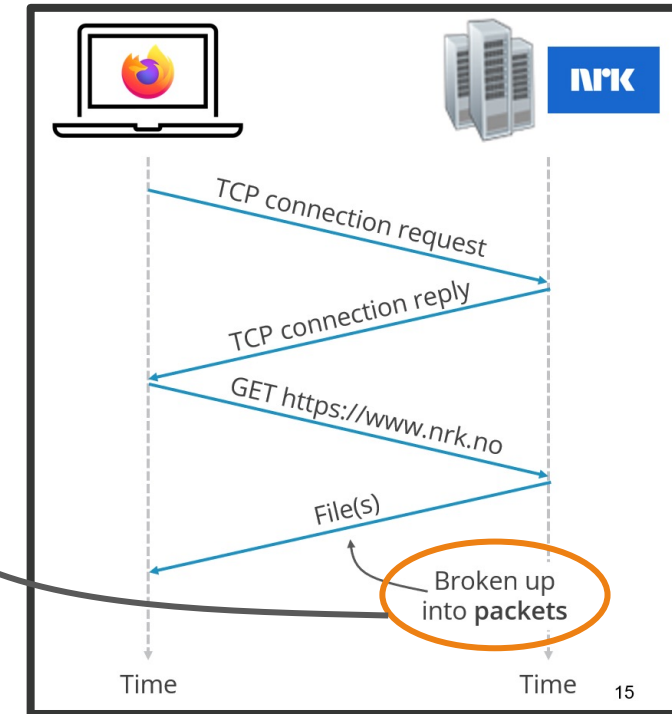 nrk
TCP connection request
TCP connection reply
GET https://www.nrk.no
File(s)
Broken up
into packets
Time
Time
15